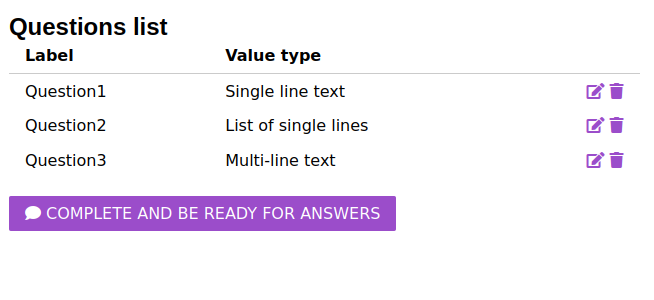 Questions list
Label Value type
Question1 Single line text
Question2 List of single lines
Question3 Multi-line text
COMPLETE AND BE READY FOR ANSWERS